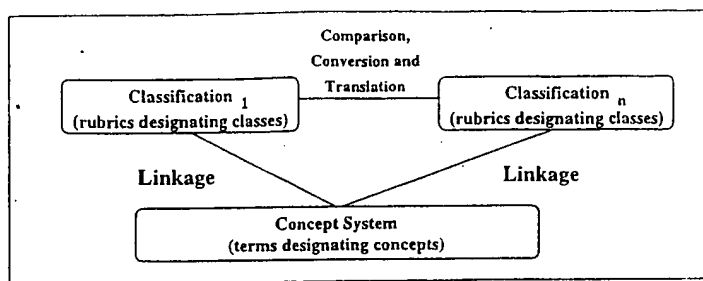 Comparison,
Conversion and
Translation
Classification 1
(rubrics designating classes)
Classification n
(rubrics designating classes)
Linkage
Linkage
Concept System
(terms designating concepts)